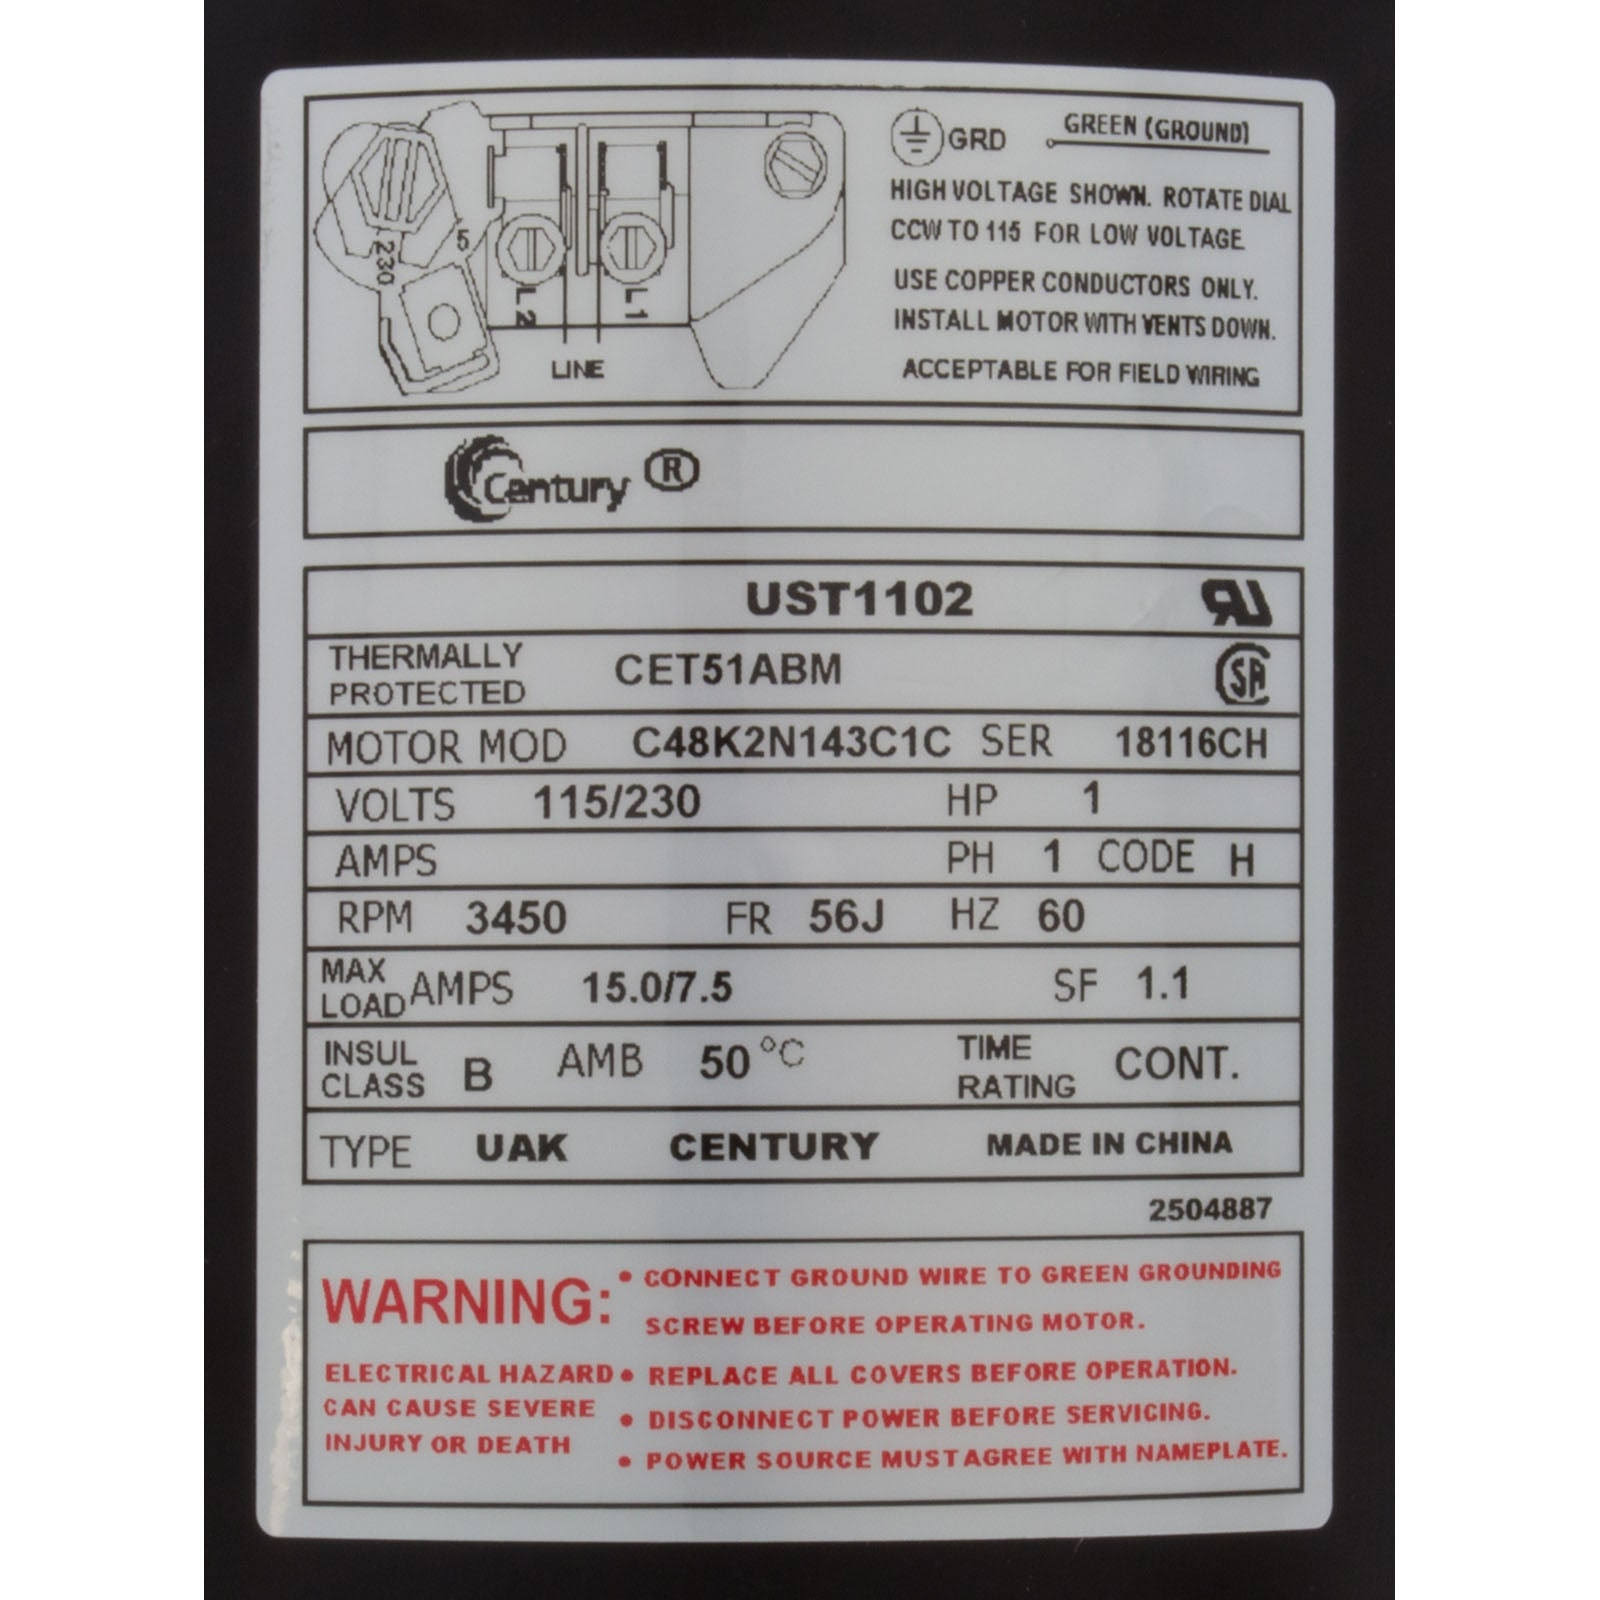 GRD GREEN (GROUND)
HIGH VOLTAGE SHOWN. ROTATE DIAL
CCW TO 115 FOR LOW VOLTAGE
USE COPPER CONDUCTORS ONLY.
INSTALL MOTOR WITH VENTS DOWN.
ACCEPTABLE FOR FIELD WIRING
5
230
L2
L1
LINE
Century ®
UST1102
THERMALLY PROTECTED CET51ABM SA
MOTOR MOD C48K2N143C1C SER 18116CH
VOLTS 115/230 HP 1
AMPS PH 1 CODE H
RPM 3450 FR 56J HZ 60
MAX LOAD AMPS 15.0/7.5 SF 1.1
INSUL CLASS B AMB 50 °C TIME RATING CONT.
TYPE UAK CENTURY MADE IN CHINA
2504887
WARNING:
ELECTRICAL HAZARD
CAN CAUSE SEVERE
INJURY OR DEATH
• CONNECT GROUND WIRE TO GREEN GROUNDING
SCREW BEFORE OPERATING MOTOR.
• REPLACE ALL COVERS BEFORE OPERATION.
• DISCONNECT POWER BEFORE SERVICING.
• POWER SOURCE MUST AGREE WITH NAMEPLATE.